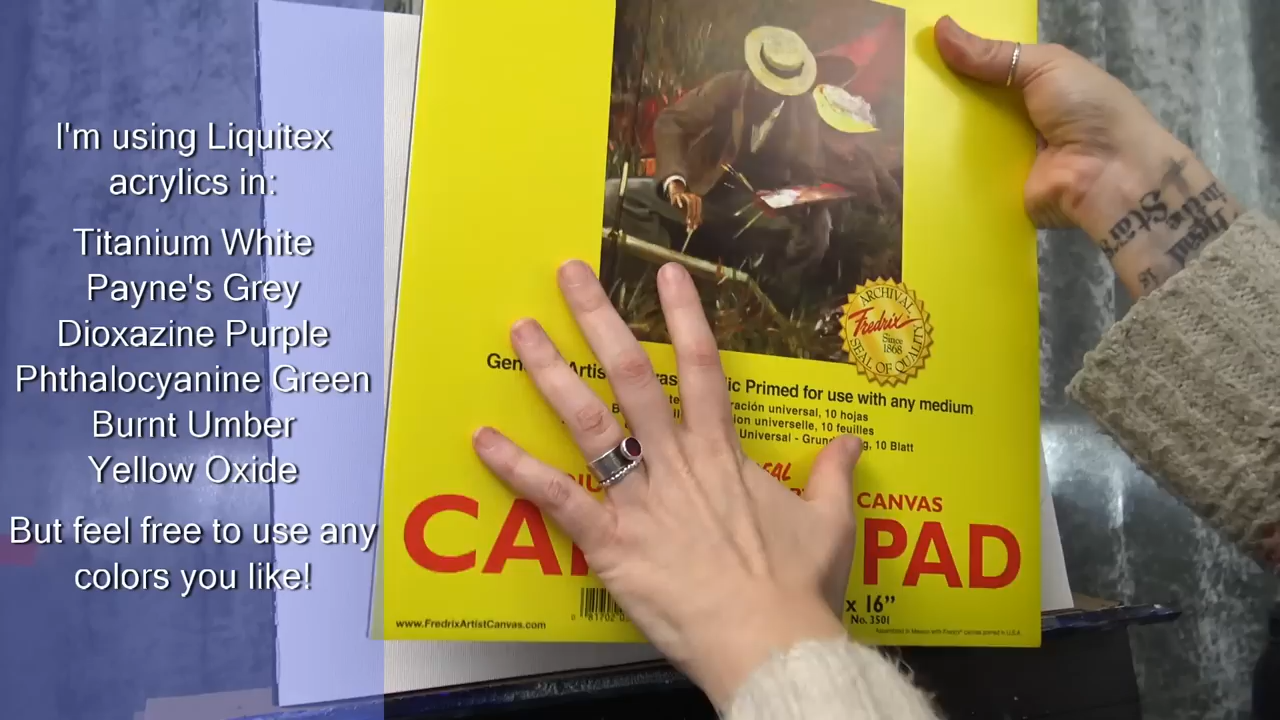 I'm using Liquitex
acrylics in:
Titanium White
Payne's Grey
Dioxazine Purple
Phthalocyanine Green
Burnt Umber
Yellow Oxide
But feel free to use any
colors you like!
ARCHIVAL
Fredrix
Since
1868
SEAL OF QUALITY
Primed for use with any medium
universal, 10 hojas
universelle, 10 feuilles
Universal - 10 Blatt
CANVAS
PAD
x 16”
No. 3501
www.FredrixArtistCanvas.com